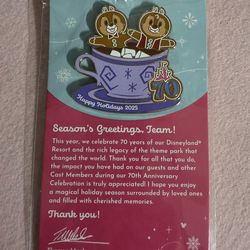 70
Happy Holidays 2025
Season's Greetings, Team!
This year, we celebrate 70 years of our Disneyland®
Resort and the rich legacy of the theme park that
changed the world. Thank you for all that you do,
the impact you have had on our guests and other
Cast Members during our 70th Anniversary
Celebration is truly appreciated! I hope you enjoy
a magical holiday season surrounded by loved ones
and filled with cherished memories.
Thank you!